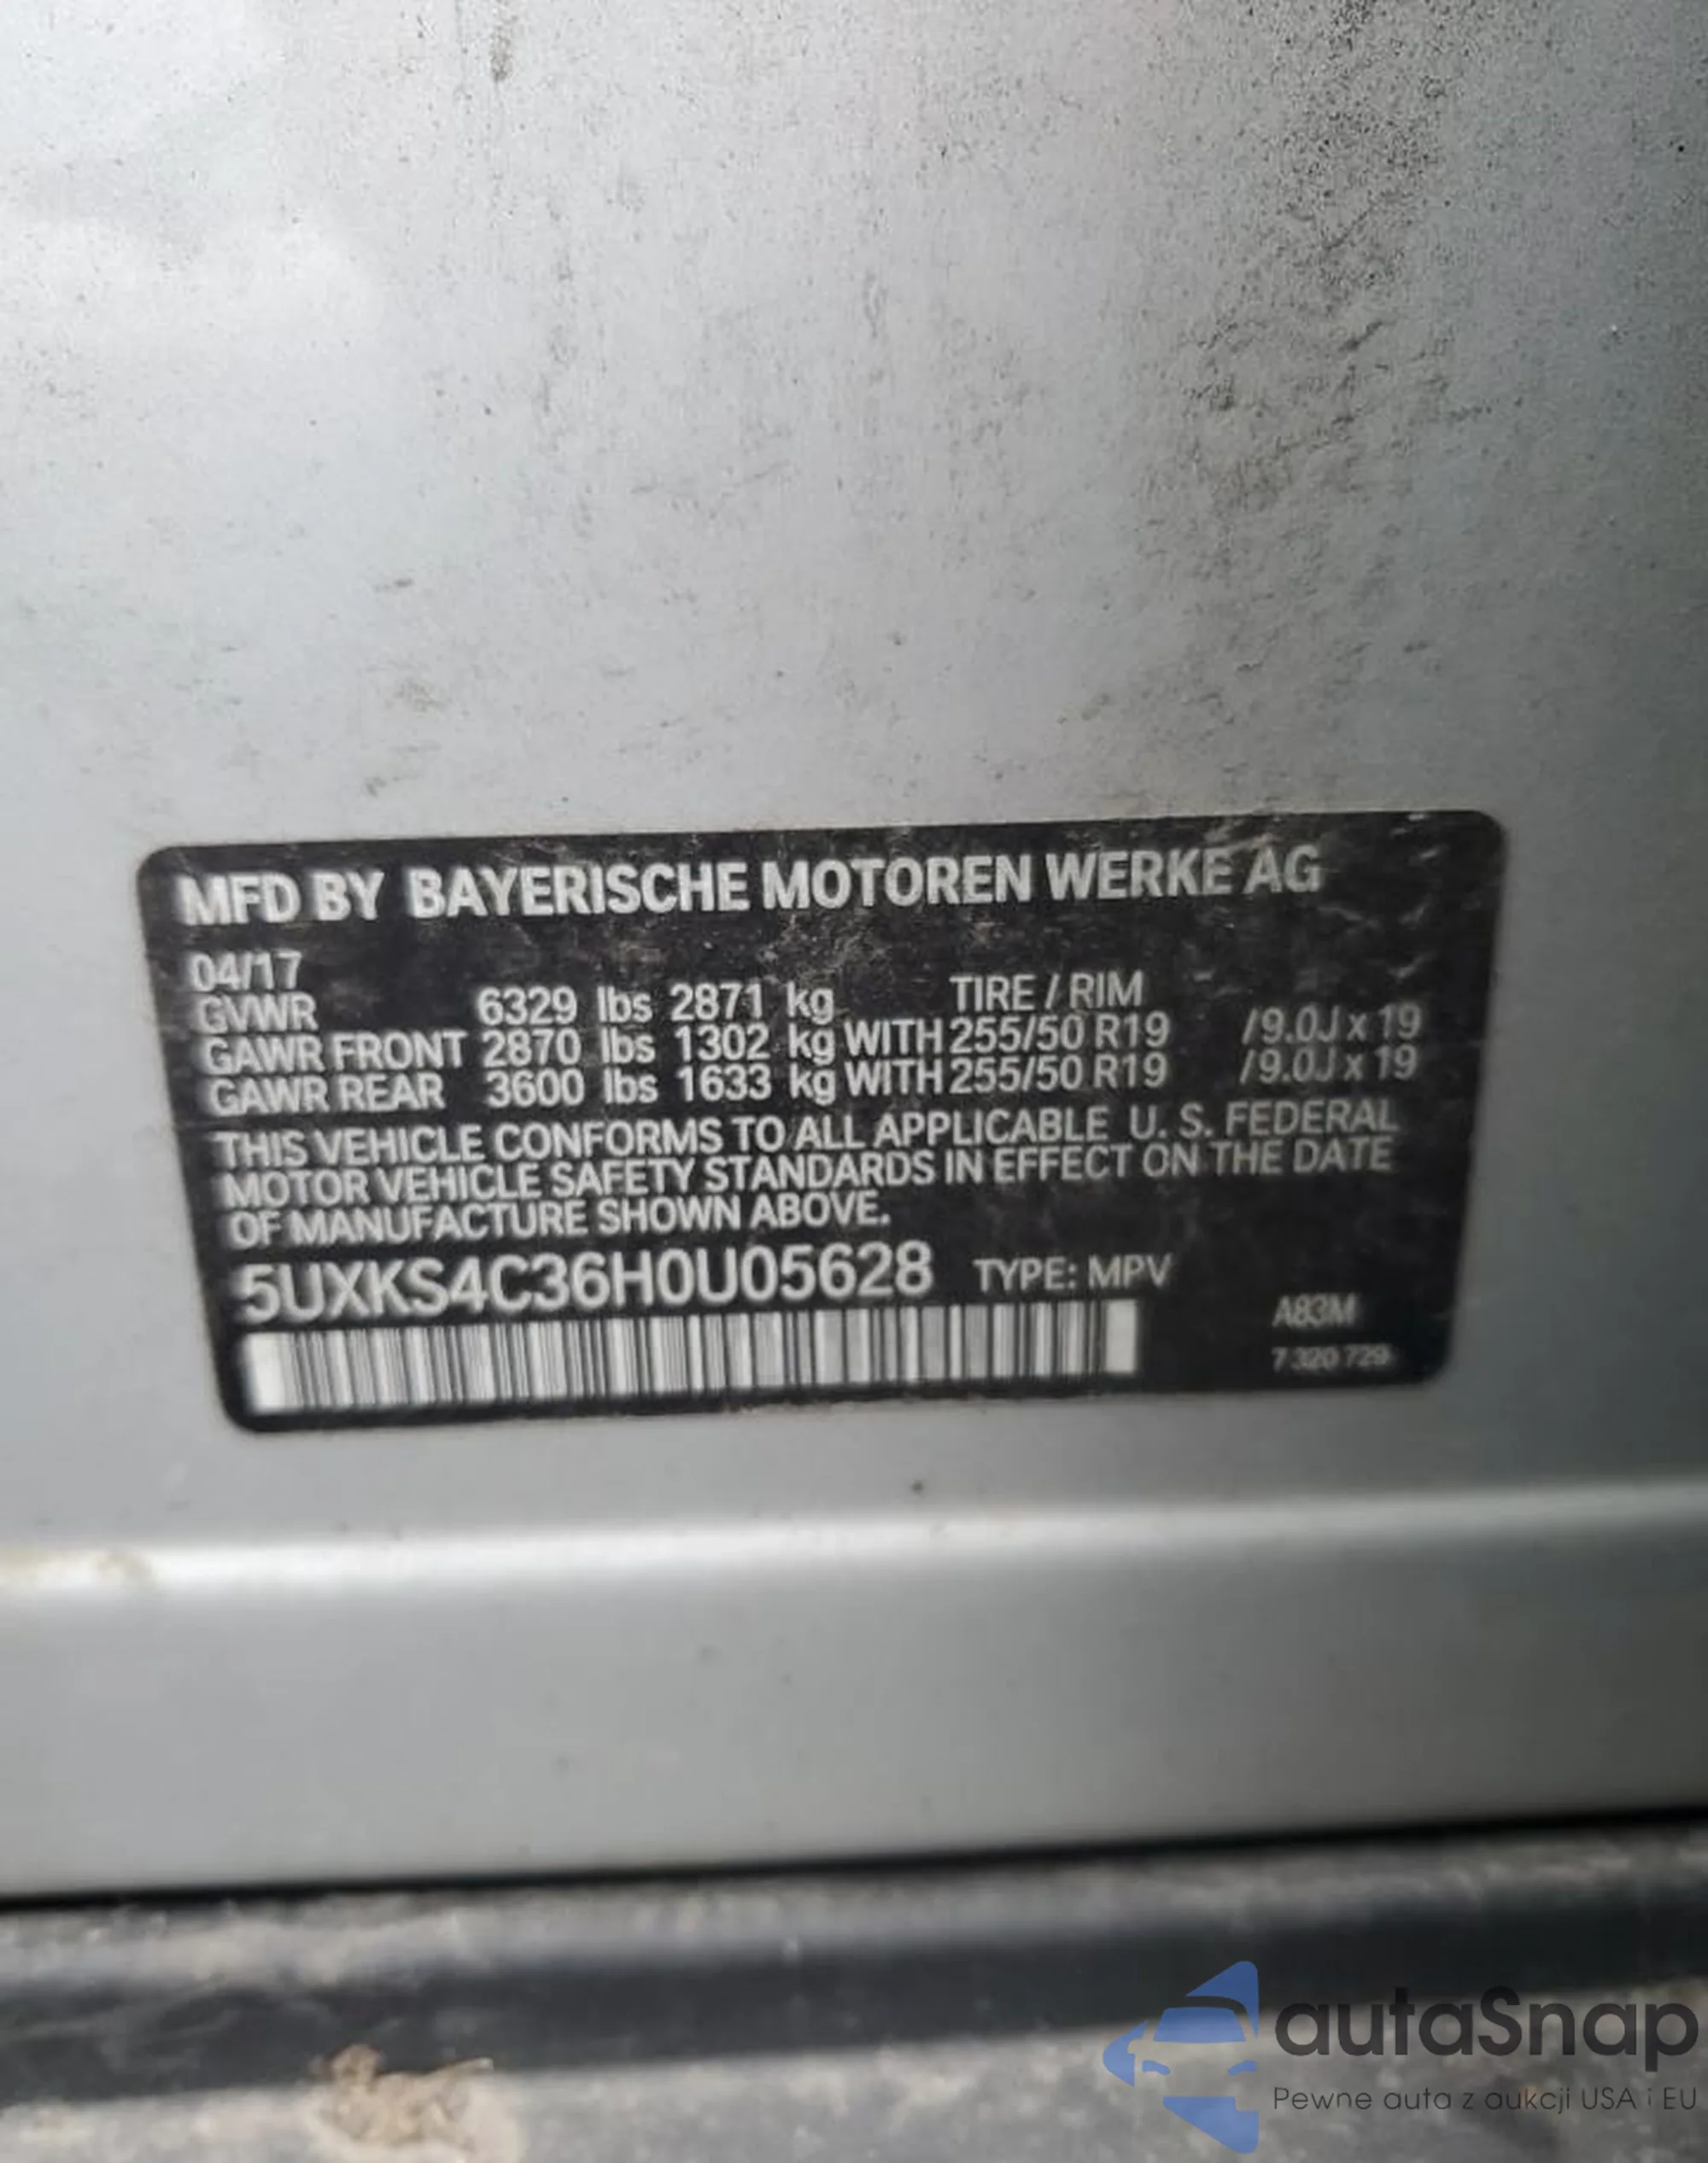 MFD BY BAYERISCHE MOTOREN WERKE AG
04/17
GVWR 6329 lbs 2871 kg TIRE / RIM
GAWR FRONT 2870 lbs 1302 kg WITH 255/50 R19 /9.0J x 19
GAWR REAR 3600 lbs 1633 kg WITH 255/50 R19 /9.0J x 19
THIS VEHICLE CONFORMS TO ALL APPLICABLE U. S. FEDERAL
MOTOR VEHICLE SAFETY STANDARDS IN EFFECT ON THE DATE
OF MANUFACTURE SHOWN ABOVE.
5UXKS4C36H0U05628 TYPE: MPV
A83M
7 320 729
autaSnap
Pewne auta z aukcji USA i EU